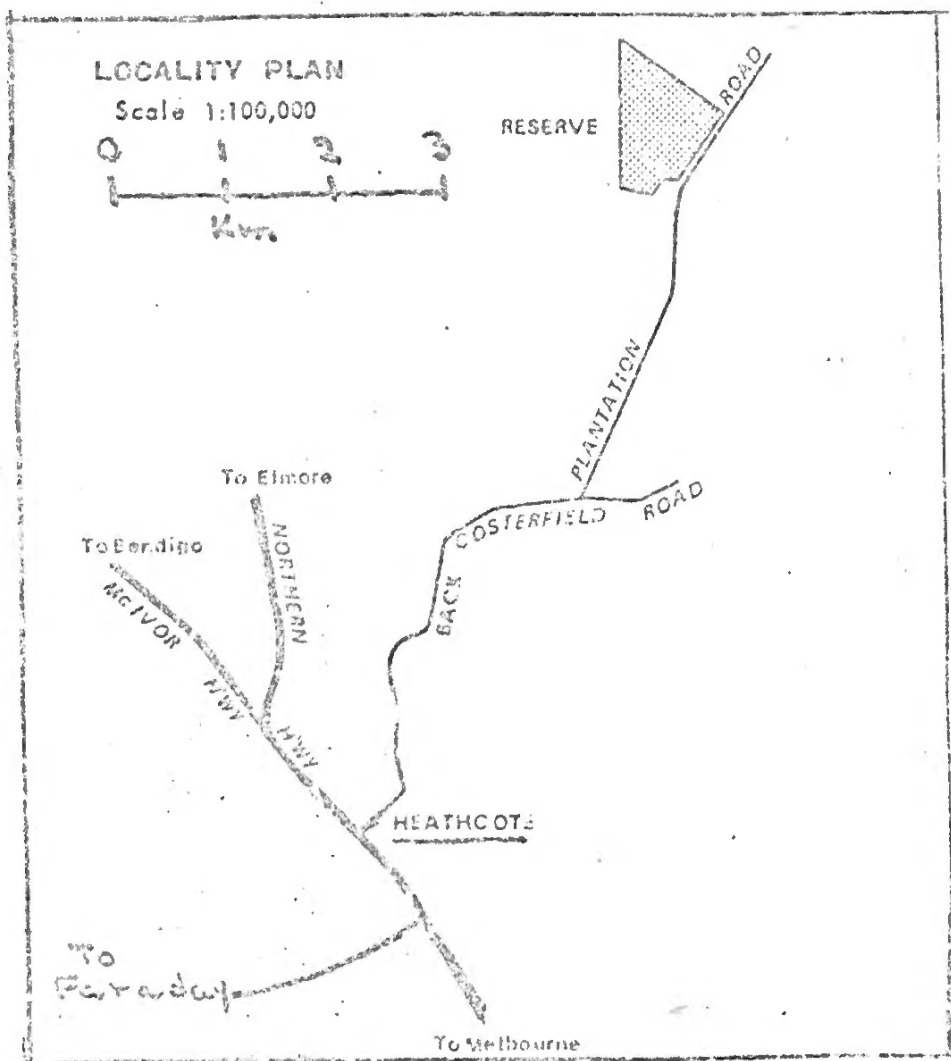 LOCALITY PLAN
Scale 1:100,000
0 1 2 3
Km
RESERVE
ROAD
PLANTATION
To Elmore
COSTERFIELD ROAD
To Bendigo
NORTHERN
McIVOR
BACK
HWY
HWY
HEATHCOTE
TO
Faraday
To Melbourne